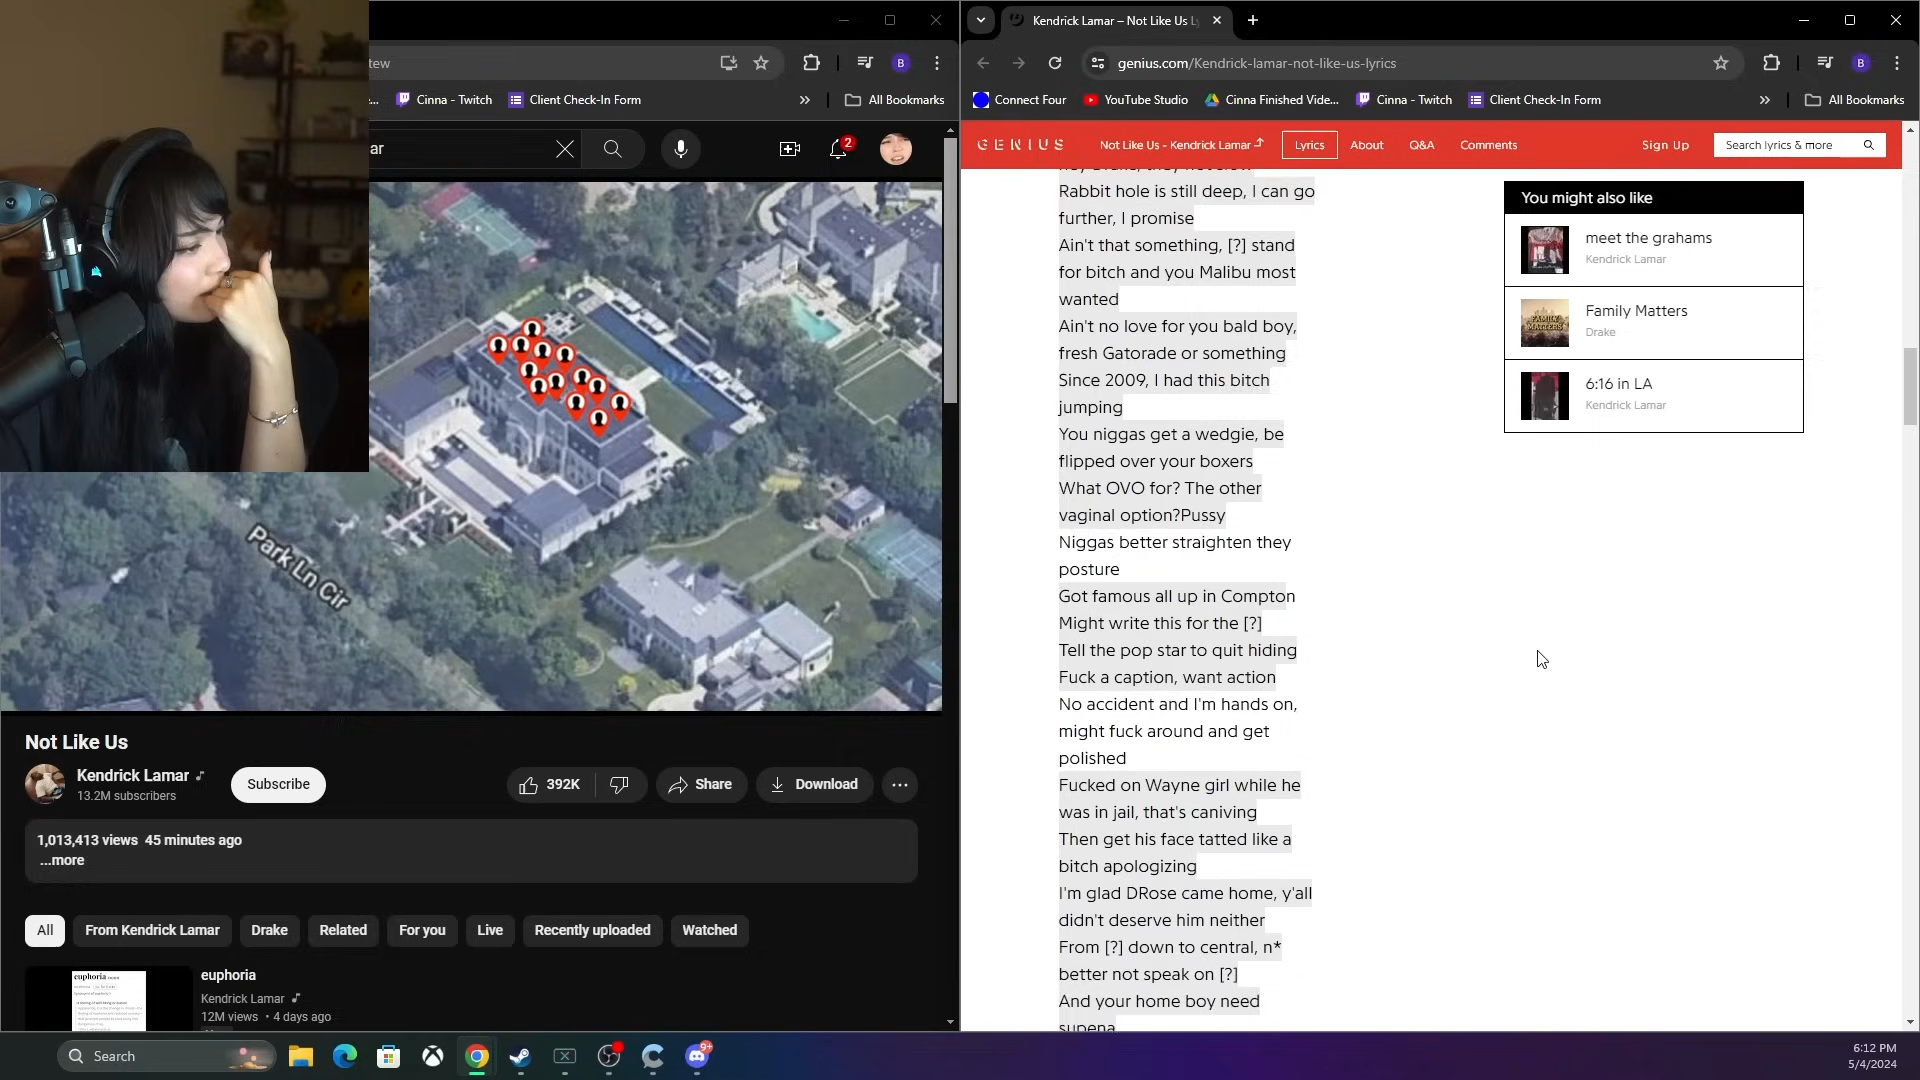 tew
Cinna - Twitch
Client Check-In Form
»
All Bookmarks
B
ar
2
Park Ln Cir
Not Like Us
Kendrick Lamar
13.2M subscribers
Subscribe
392K
Share
Download
1,013,413 views 45 minutes ago
...more
All
From Kendrick Lamar
Drake
Related
For you
Live
Recently uploaded
Watched
euphoria
euphoria
Kendrick Lamar
12M views • 4 days ago
Kendrick Lamar – Not Like Us L
genius.com/Kendrick-lamar-not-like-us-lyrics
B
Connect Four
YouTube Studio
Cinna Finished Vide...
Cinna - Twitch
Client Check-In Form
»
All Bookmarks
GENIUS
Not Like Us - Kendrick Lamar
Lyrics
About
Q&A
Comments
Sign Up
Search lyrics & more
Rabbit hole is still deep, I can go
further, I promise
Ain't that something, [?] stand
for bitch and you Malibu most
wanted
Ain't no love for you bald boy,
fresh Gatorade or something
Since 2009, I had this bitch
jumping
You niggas get a wedgie, be
flipped over your boxers
What OVO for? The other
vaginal option?Pussy
Niggas better straighten they
posture
Got famous all up in Compton
Might write this for the [?]
Tell the pop star to quit hiding
Fuck a caption, want action
No accident and I'm hands on,
might fuck around and get
polished
Fucked on Wayne girl while he
was in jail, that's caniving
Then get his face tatted like a
bitch apologizing
I'm glad DRose came home, y'all
didn't deserve him neither
From [?] down to central, n*
better not speak on [?]
And your home boy need
supena
You might also like
meet the grahams
Kendrick Lamar
Family Matters
Drake
6:16 in LA
Kendrick Lamar
Search
9+
6:12 PM
5/4/2024